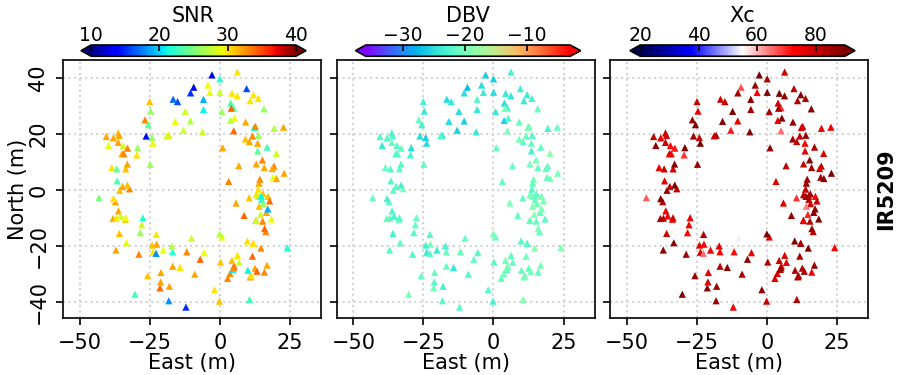 SNR DBV Xc
10 20 30 40 −30 −20 −10 20 40 60 80
40
20
0
−20
−40
North (m)
−50 −25 0 25 −50 −25 0 25 −50 −25 0 25
East (m) East (m) East (m)
IR5209